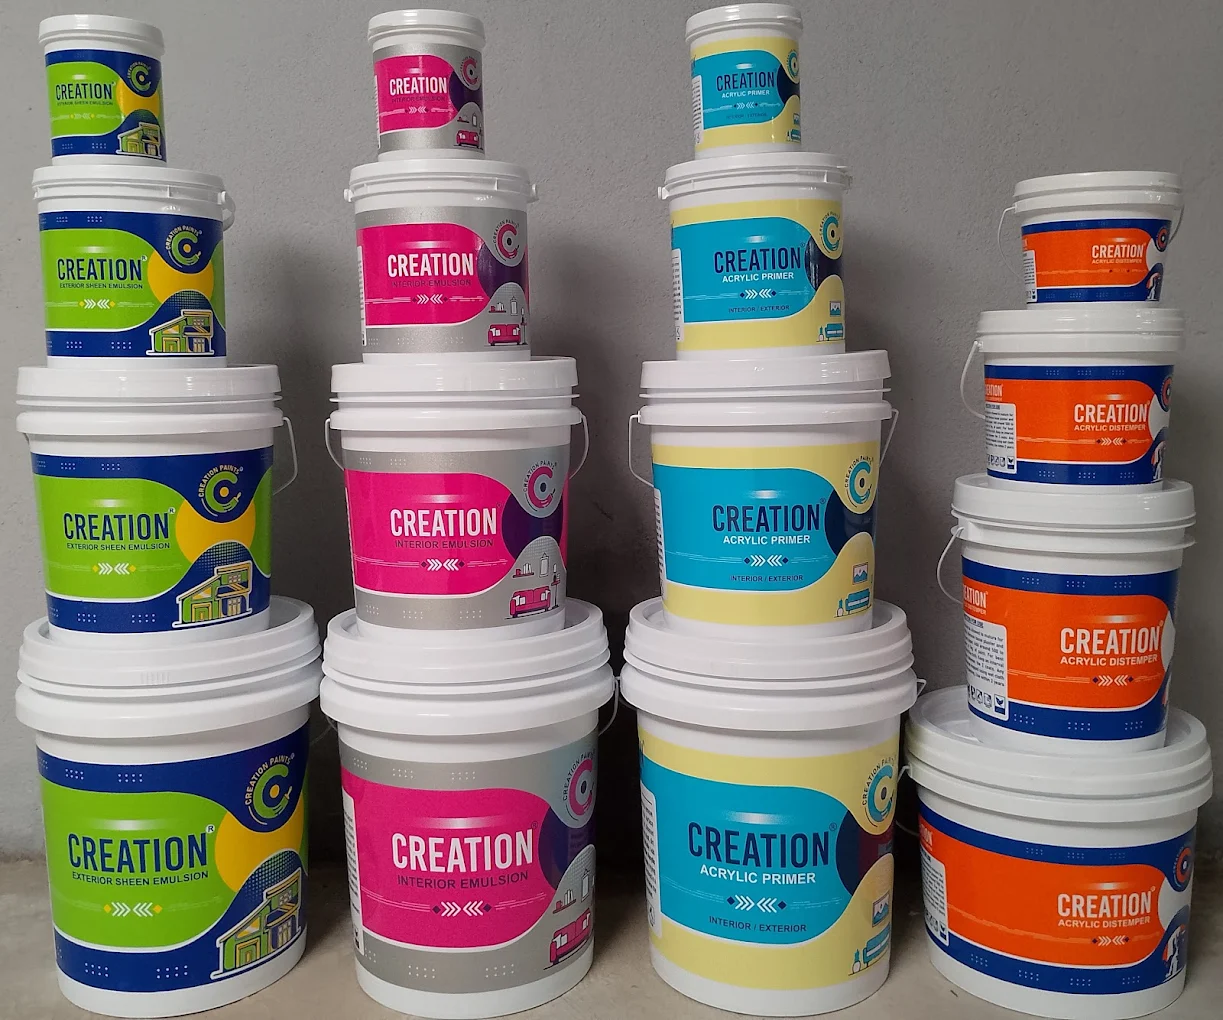 CREATION®
EXTERIOR SHEEN EMULSION
CREATION
INTERIOR EMULSION
CREATION
ACRYLIC PRIMER
CREATION PAINTS
CREATION®
EXTERIOR SHEEN EMULSION
CREATION
INTERIOR EMULSION
CREATION®
ACRYLIC PRIMER
INTERIOR / EXTERIOR
CREATION
ACRYLIC DISTEMPER
CREATION
ACRYLIC DISTEMPER
CREATION PAINTS
CREATION®
EXTERIOR SHEEN EMULSION
CREATION PAINTS
CREATION
INTERIOR EMULSION
CREATION PAINTS
CREATION®
ACRYLIC PRIMER
INTERIOR / EXTERIOR
CREATION
ACRYLIC DISTEMPER
CREATION PAINTS
CREATION®
EXTERIOR SHEEN EMULSION
CREATION PAINTS
CREATION®
INTERIOR EMULSION
CREATION PAINTS
CREATION®
ACRYLIC PRIMER
INTERIOR / EXTERIOR
CREATION®
ACRYLIC DISTEMPER